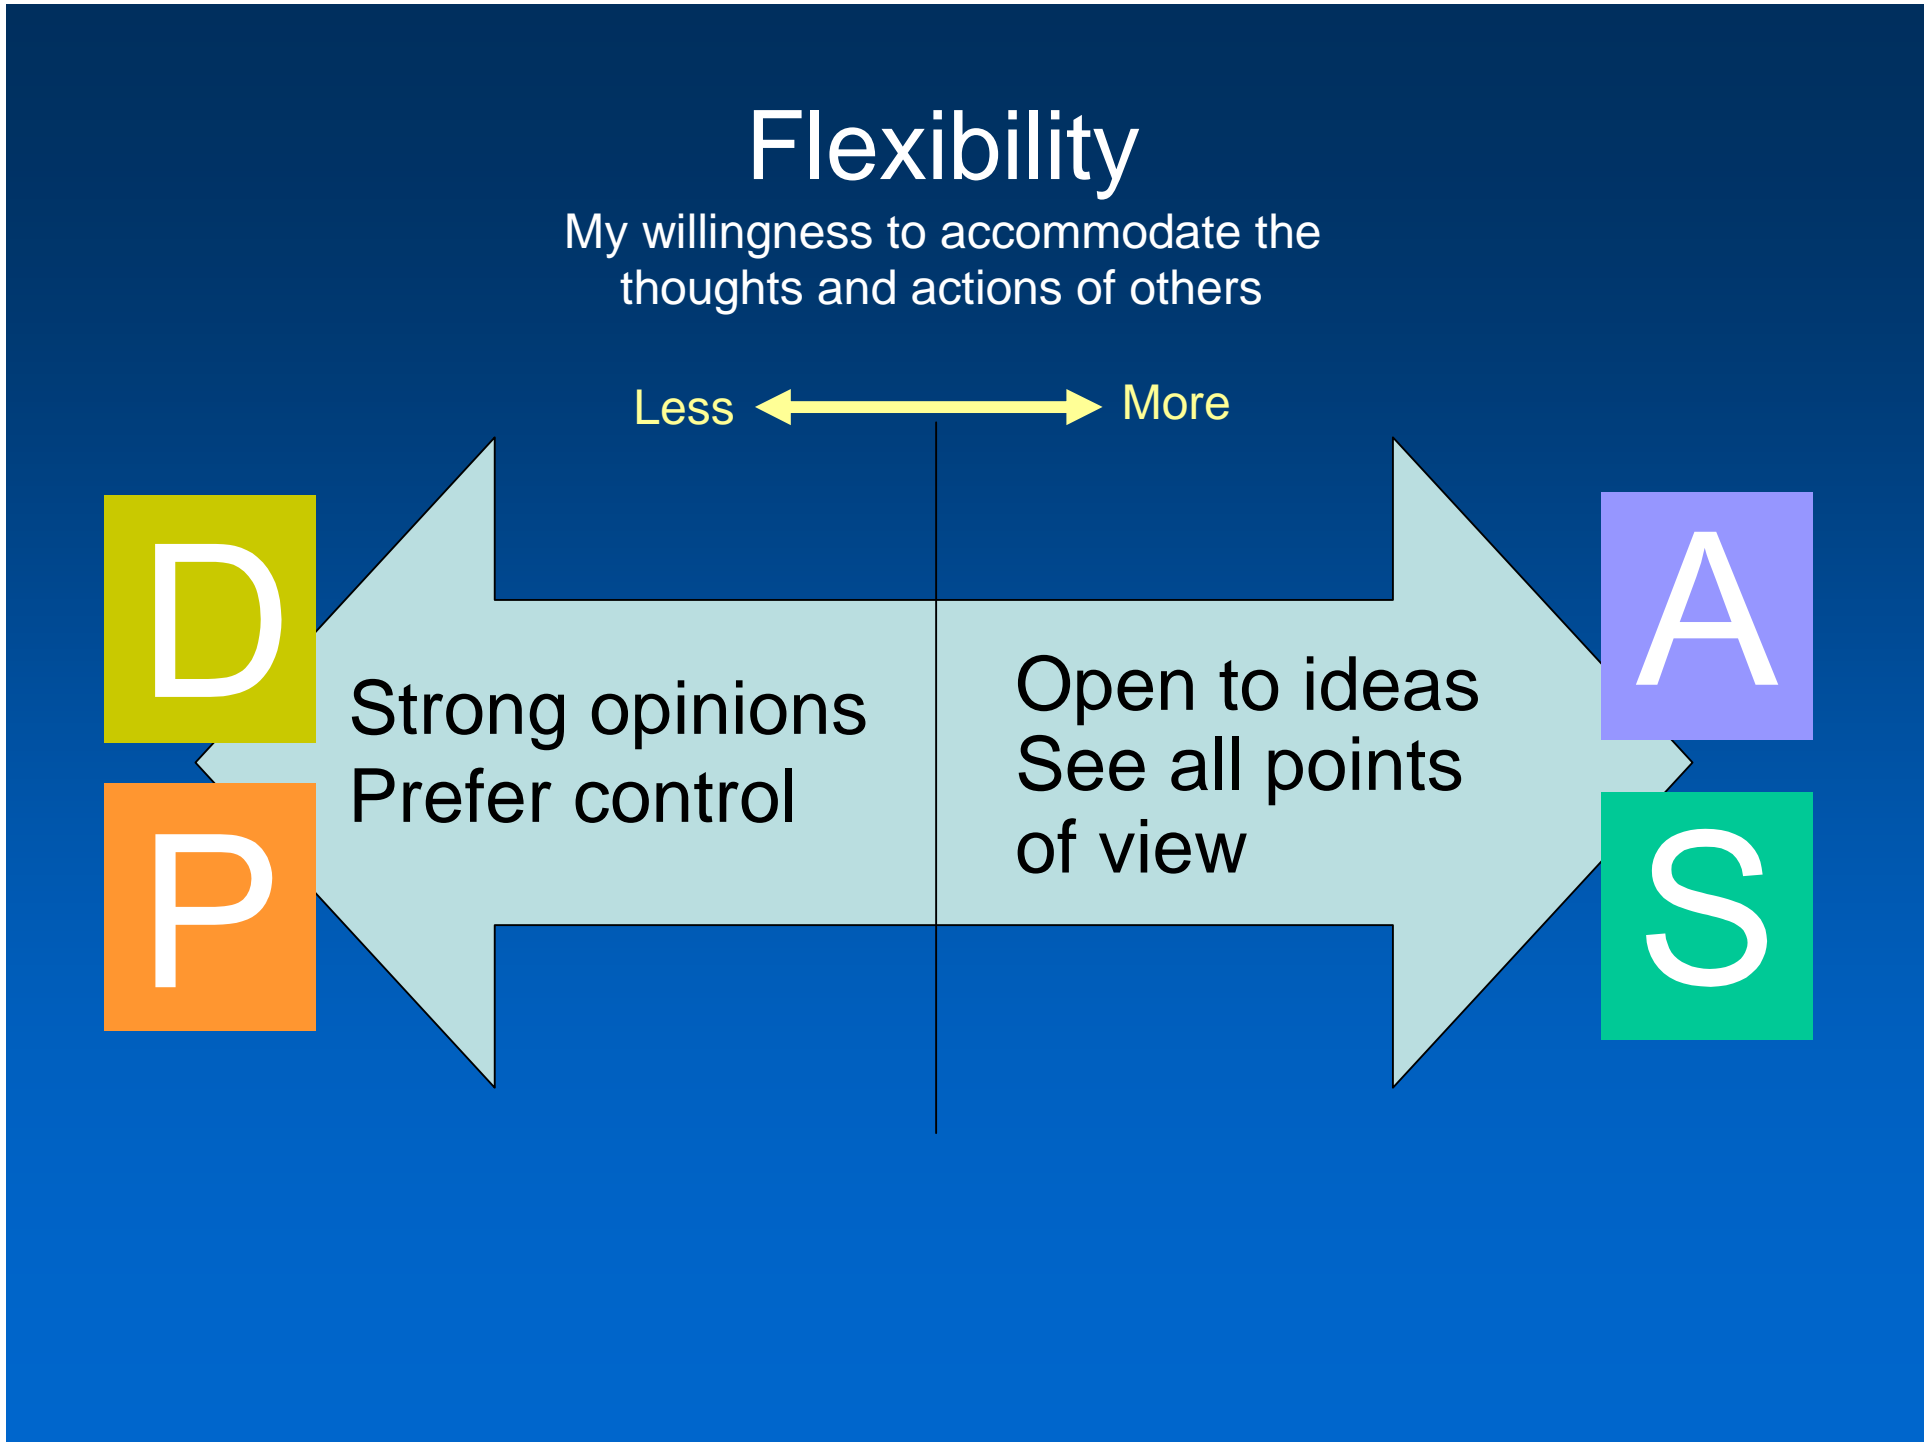 Flexibility
My willingness to accommodate the
thoughts and actions of others
Less
More
D
P
Strong opinions
Prefer control
Open to ideas
See all points
of view
A
S